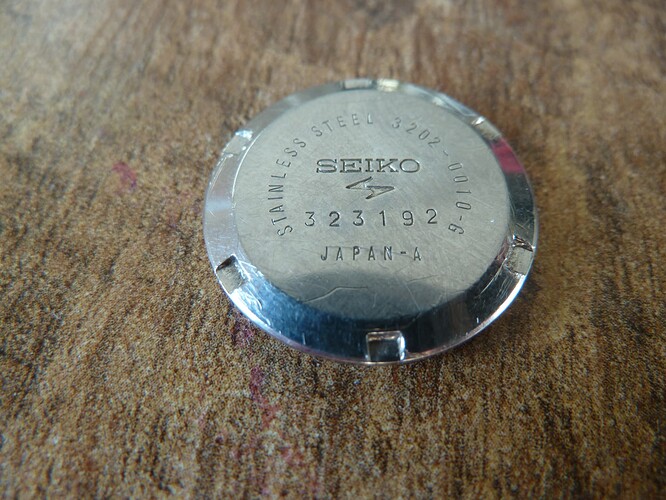 STAINLESS STEEL 3202-0010-G
SEIKO
323192
JAPAN-A